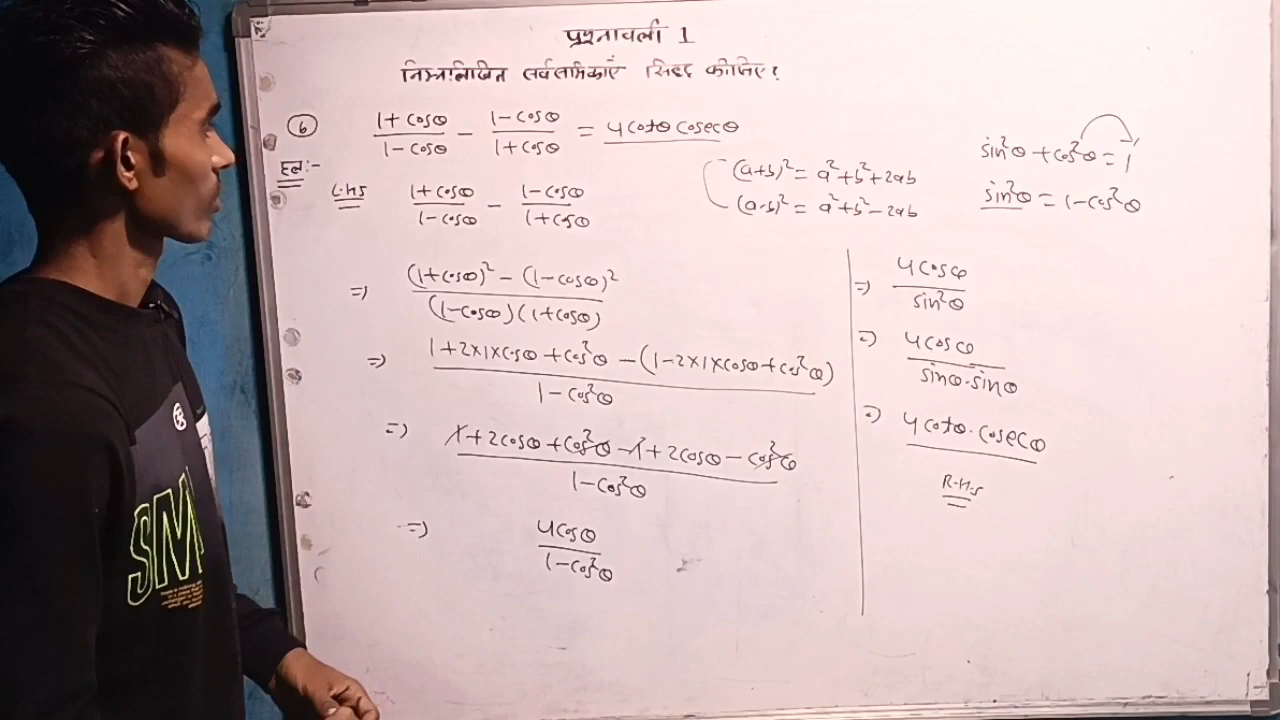 प्रश्नावली 1
निम्नलिखित सर्वसमिकाएँ सिद्ध कीजिए?
6 (1+cosθ)/(1-cosθ) - (1-cosθ)/(1+cosθ) = 4cotθ cosecθ
हल:-
L.H.S (1+cosθ)/(1-cosθ) - (1-cosθ)/(1+cosθ)
(a+b)² = a²+b²+2ab
(a-b)² = a²+b²-2ab
sin²θ+cos²θ=1
sin²θ = 1-cos²θ
=) ((1+cosθ)² - (1-cosθ)²)/((1-cosθ)(1+cosθ))
=) (1+2×1×cosθ+cos²θ-(1-2×1×cosθ+cos²θ))/(1-cos²θ)
=) (1+2cosθ+cos²θ-1+2cosθ-cos²θ)/(1-cos²θ)
=) 4cosθ/(1-cos²θ)
=) 4cosθ/sin²θ
=) 4cosθ/(sinθ·sinθ)
=) 4cotθ·cosecθ
R.H.S
SM